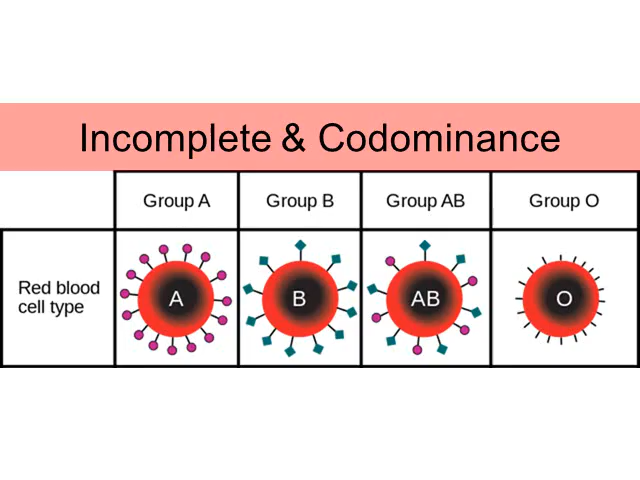 Incomplete & Codominance
Group A
Group B
Group AB
Group O
Red blood
cell type
A
B
AB
O